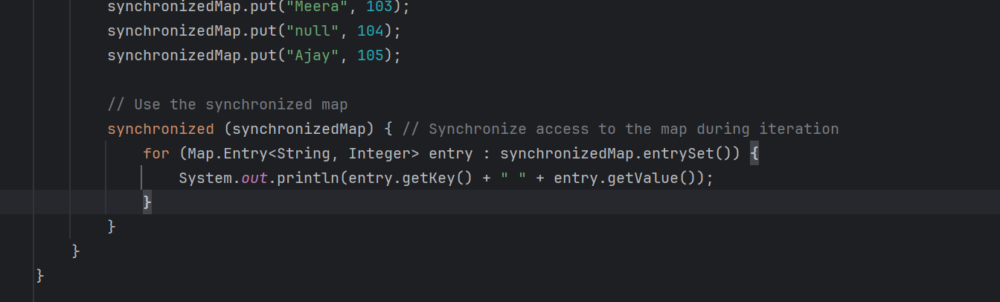 synchronizedMap.put("Meera", 103);
synchronizedMap.put("null", 104);
synchronizedMap.put("Ajay", 105);
// Use the synchronized map
synchronized (synchronizedMap) { // Synchronize access to the map during iteration
for (Map.Entry<String, Integer> entry : synchronizedMap.entrySet()) {
System.out.println(entry.getKey() + " " + entry.getValue());
}
}
}
}